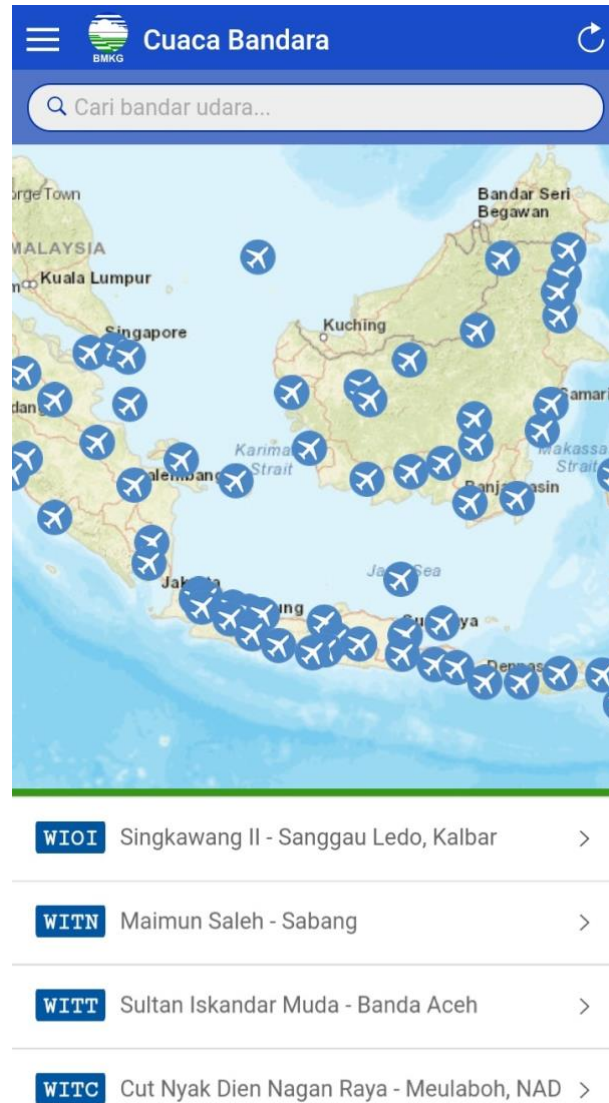 BMKG
Cuaca Bandara
Cari bandar udara...
George Town
Bandar Seri
Begawan
MALAYSIA
Kuala Lumpur
Kuching
Singapore
Karima
Strait
Strait
Sea
WIOI Singkawang II - Sanggau Ledo, Kalbar
WITN Maimun Saleh - Sabang
WITT Sultan Iskandar Muda - Banda Aceh
WITC Cut Nyak Dien Nagan Raya - Meulaboh, NAD